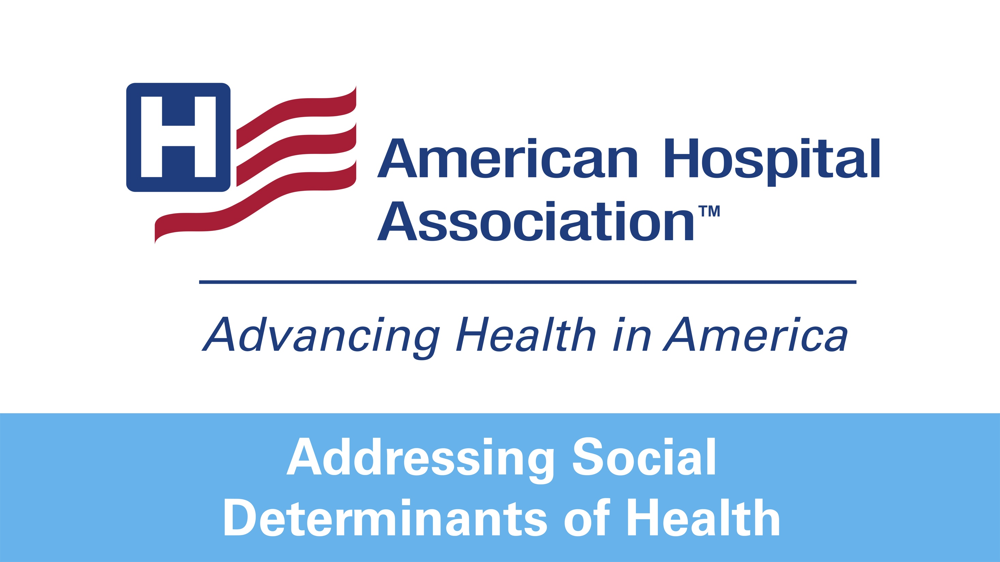 H
American Hospital
Association™
Advancing Health in America
Addressing Social
Determinants of Health